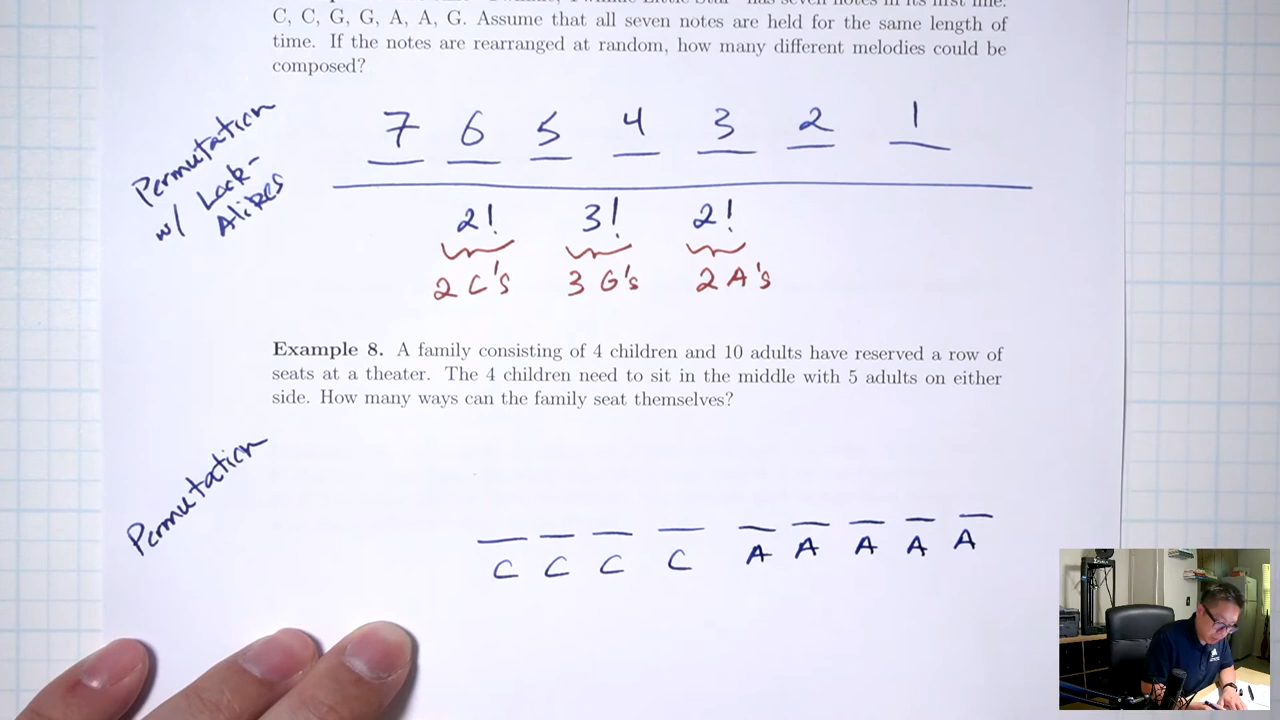 C, C, G, G, A, A, G. Assume that all seven notes are held for the same length of
time. If the notes are rearranged at random, how many different melodies could be
composed?
Permutation
w/ Lack-
Alikes
7 6 5 4 3 2 1
2! 3! 2!
2 C's 3 G's 2 A's
Example 8. A family consisting of 4 children and 10 adults have reserved a row of
seats at a theater. The 4 children need to sit in the middle with 5 adults on either
side. How many ways can the family seat themselves?
Permutation
C C C C A A A A A